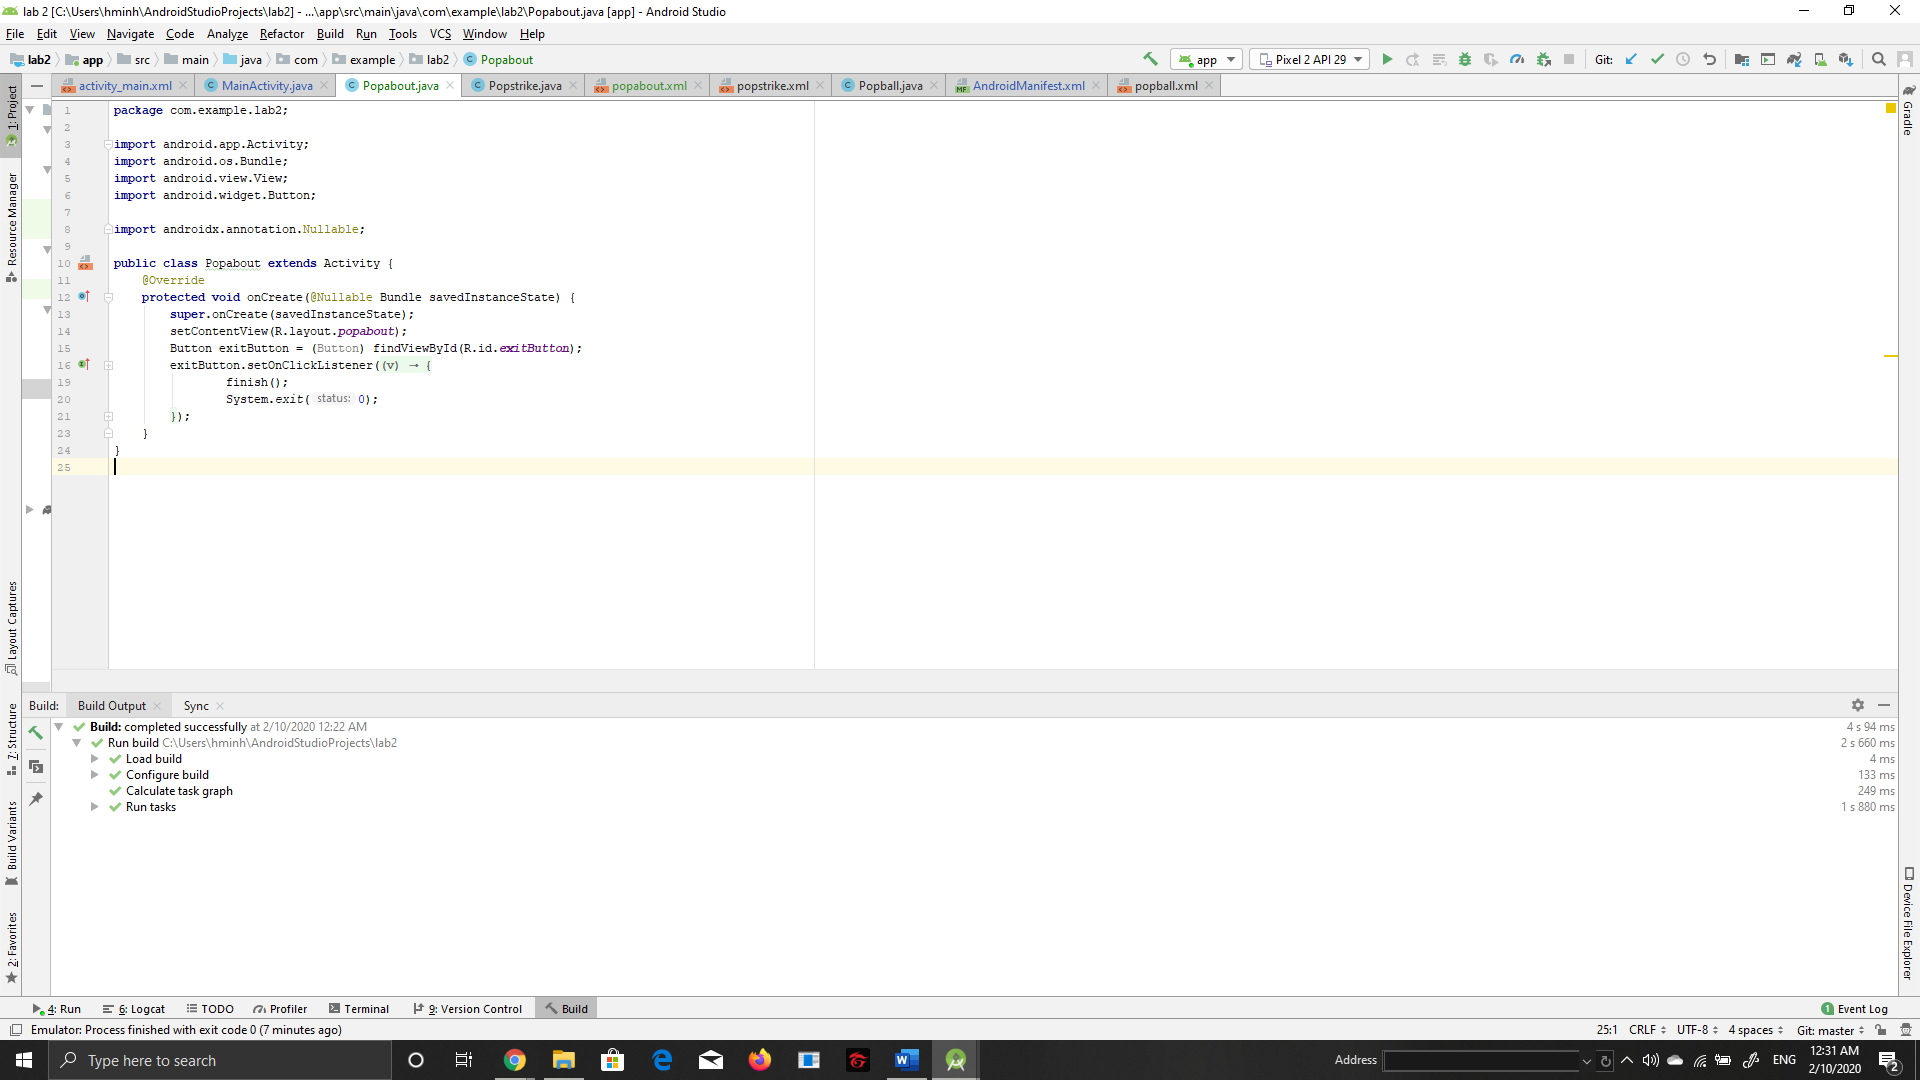 lab 2 [C:\Users\hminh\AndroidStudioProjects\lab2] - ...\app\src\main\java\com\example\lab2\Popabout.java [app] - Android Studio
File Edit View Navigate Code Analyze Refactor Build Run Tools VCS Window Help
lab2 app src main java com example lab2 Popabout
app Pixel 2 API 29 Git:
activity_main.xml MainActivity.java Popabout.java Popstrike.java popabout.xml popstrike.xml Popball.java AndroidManifest.xml popball.xml
1: Project
Resource Manager
Layout Captures
7: Structure
Build Variants
2: Favorites
Gradle
Device File Explorer
1 package com.example.lab2;
2
3 import android.app.Activity;
4 import android.os.Bundle;
5 import android.view.View;
6 import android.widget.Button;
7
8 import androidx.annotation.Nullable;
9
10 public class Popabout extends Activity {
11 @Override
12 protected void onCreate(@Nullable Bundle savedInstanceState) {
13 super.onCreate(savedInstanceState);
14 setContentView(R.layout.popabout);
15 Button exitButton = (Button) findViewById(R.id.exitButton);
16 exitButton.setOnClickListener((v) → {
19 finish();
20 System.exit( status: 0);
21 });
23 }
24 }
25
Build: Build Output Sync
Build: completed successfully at 2/10/2020 12:22 AM 4 s 94 ms
Run build C:\Users\hminh\AndroidStudioProjects\lab2 2 s 660 ms
Load build 4 ms
Configure build 133 ms
Calculate task graph 249 ms
Run tasks 1 s 880 ms
4: Run 6: Logcat TODO Profiler Terminal 9: Version Control Build 1 Event Log
Emulator: Process finished with exit code 0 (7 minutes ago) 25:1 CRLF UTF-8 4 spaces Git: master
Type here to search Address ENG 12:31 AM
2/10/2020 2